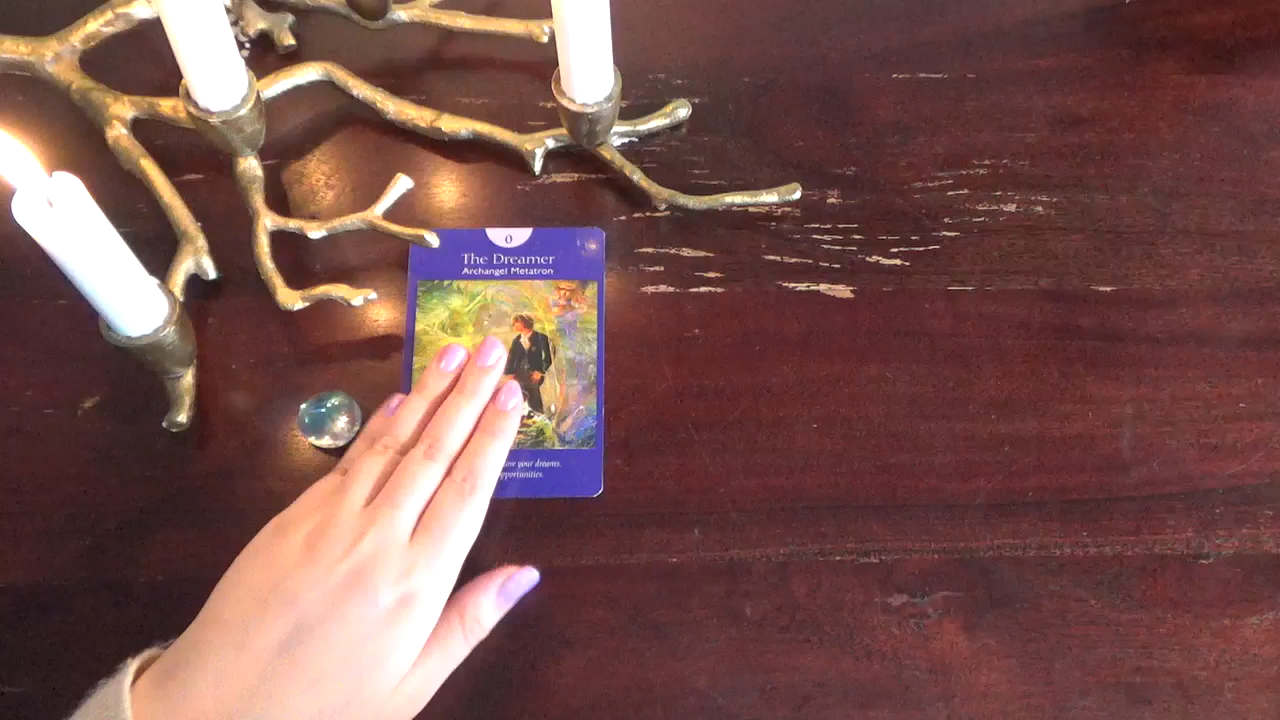 0
The Dreamer
Archangel Metatron
your dreams.
opportunities.